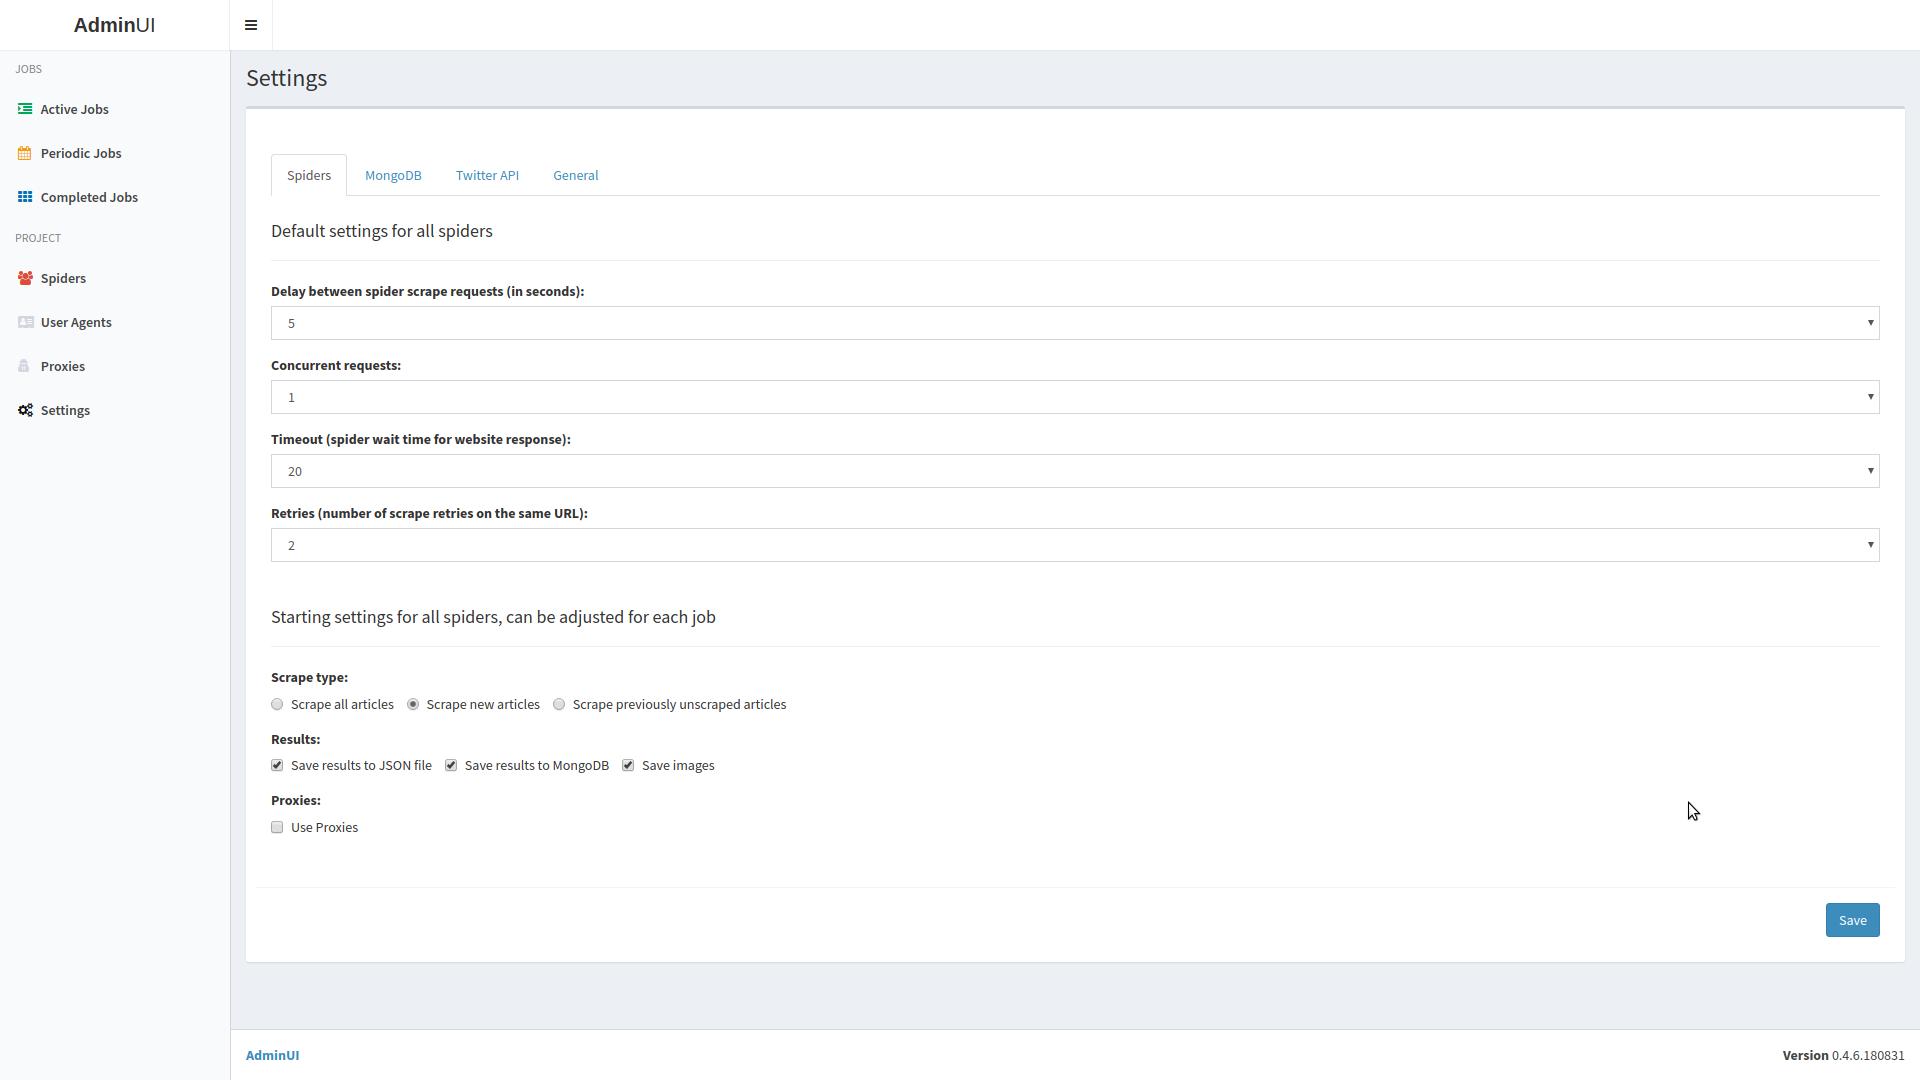 AdminUI
JOBS
Active Jobs
Periodic Jobs
Completed Jobs
PROJECT
Spiders
User Agents
Proxies
Settings
Settings
Spiders MongoDB Twitter API General
Default settings for all spiders
Delay between spider scrape requests (in seconds):
5
Concurrent requests:
1
Timeout (spider wait time for website response):
20
Retries (number of scrape retries on the same URL):
2
Starting settings for all spiders, can be adjusted for each job
Scrape type:
Scrape all articles Scrape new articles Scrape previously unscraped articles
Results:
Save results to JSON file Save results to MongoDB Save images
Proxies:
Use Proxies
Save
AdminUI Version 0.4.6.180831